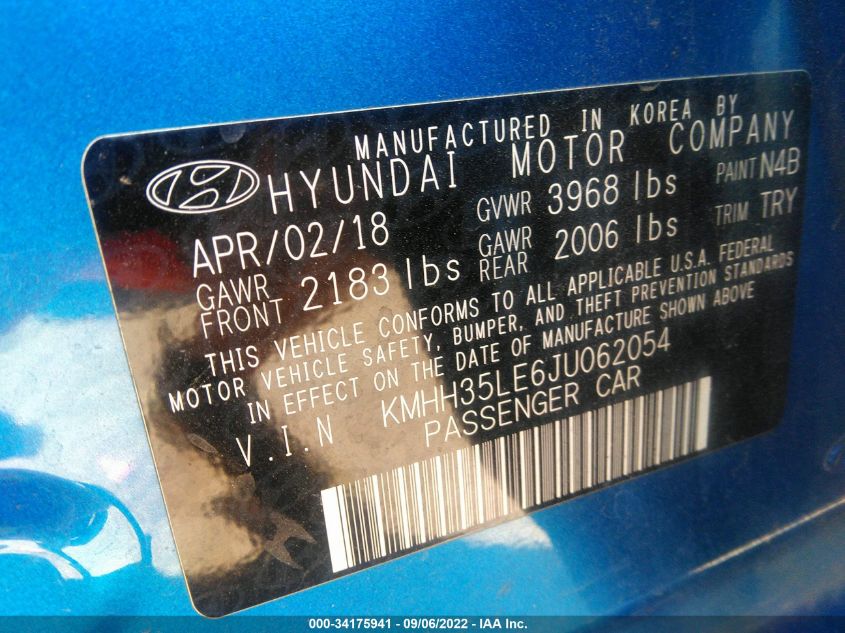 MANUFACTURED IN KOREA BY
HYUNDAI MOTOR COMPANY
APR/02/18 GVWR 3968 lbs PAINT N4B
GAWR FRONT 2183 lbs GAWR REAR 2006 lbs TRIM TRY
THIS VEHICLE CONFORMS TO ALL APPLICABLE U.S.A. FEDERAL
MOTOR VEHICLE SAFETY, BUMPER, AND THEFT PREVENTION STANDARDS
IN EFFECT ON THE DATE OF MANUFACTURE SHOWN ABOVE
V.I.N KMHH35LE6JU062054
PASSENGER CAR
000-34175941 - 09/06/2022 - IAA Inc.